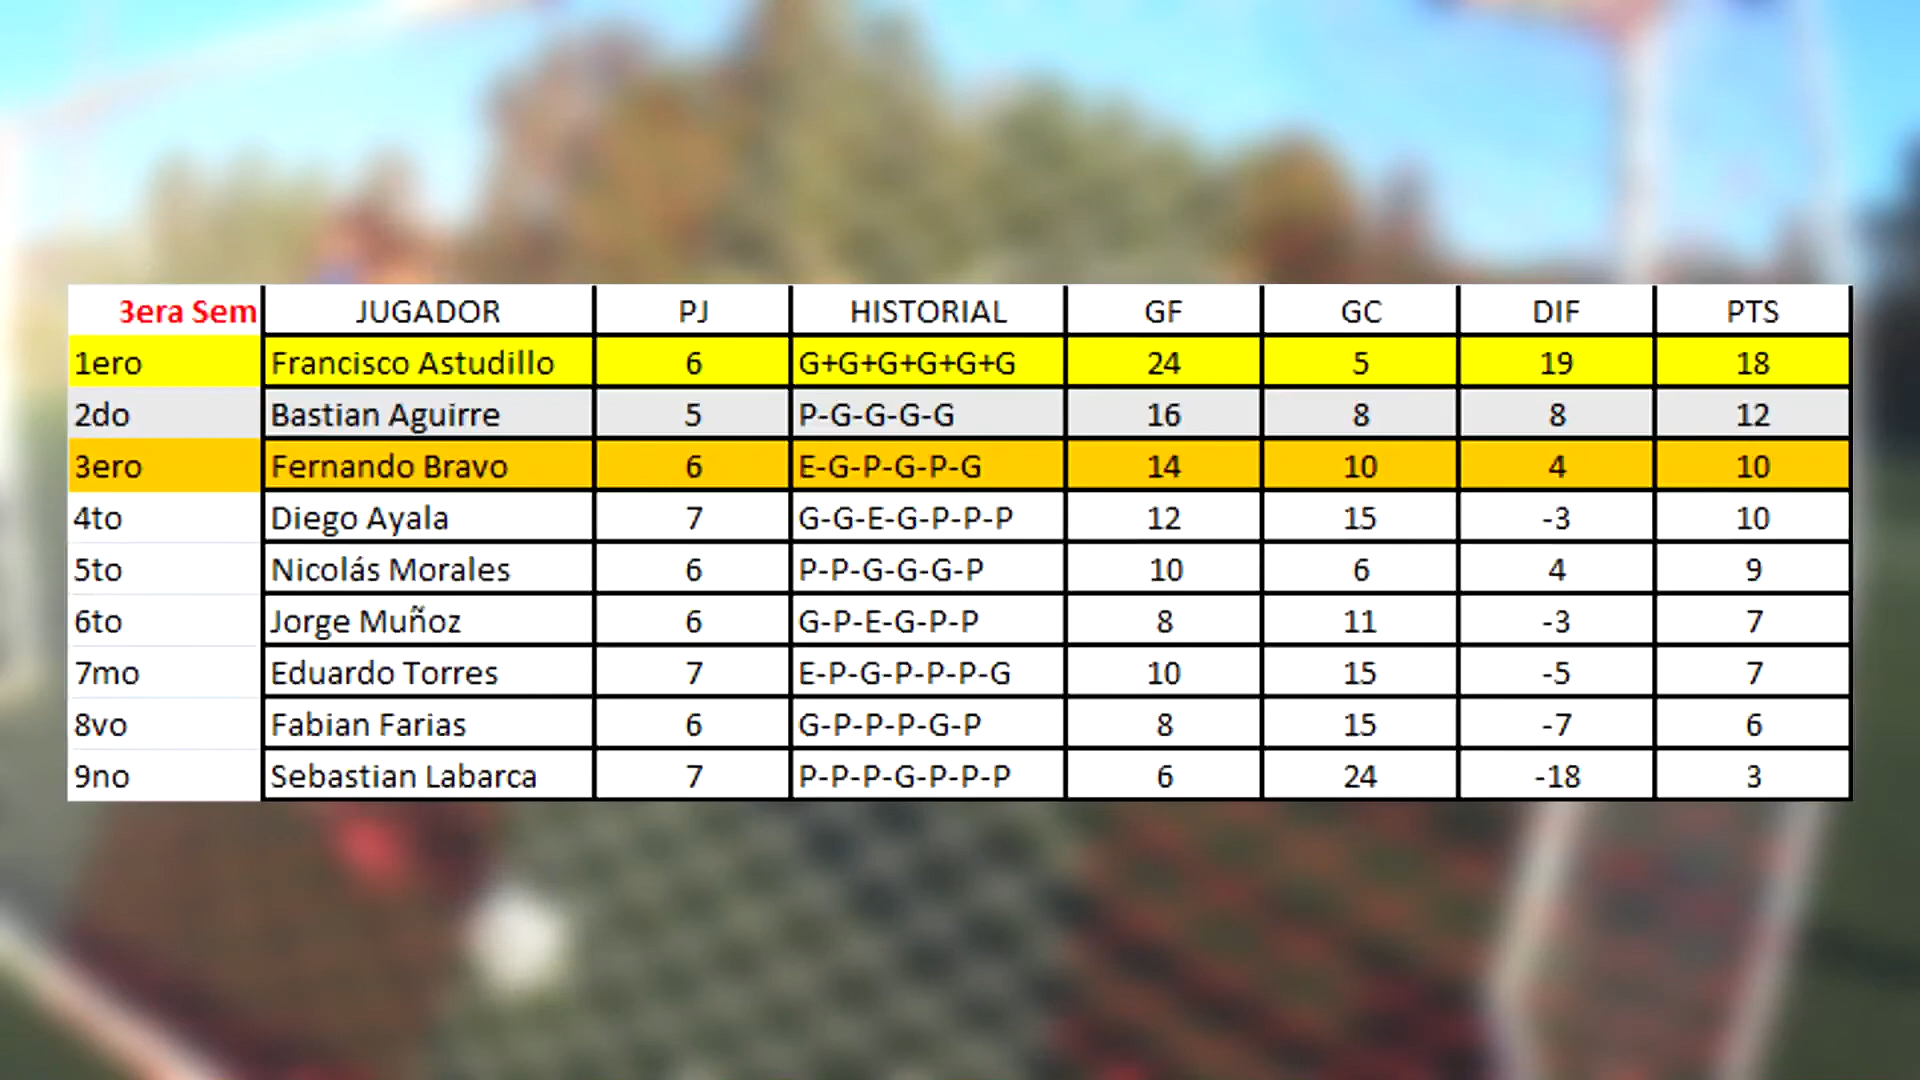 3era Sem JUGADOR PJ HISTORIAL GF GC DIF PTS
1ero Francisco Astudillo 6 G+G+G+G+G+G 24 5 19 18
2do Bastian Aguirre 5 P-G-G-G-G 16 8 8 12
3ero Fernando Bravo 6 E-G-P-G-P-G 14 10 4 10
4to Diego Ayala 7 G-G-E-G-P-P-P 12 15 -3 10
5to Nicolás Morales 6 P-P-G-G-G-P 10 6 4 9
6to Jorge Muñoz 6 G-P-E-G-P-P 8 11 -3 7
7mo Eduardo Torres 7 E-P-G-P-P-P-G 10 15 -5 7
8vo Fabian Farias 6 G-P-P-P-G-P 8 15 -7 6
9no Sebastian Labarca 7 P-P-P-G-P-P-P 6 24 -18 3